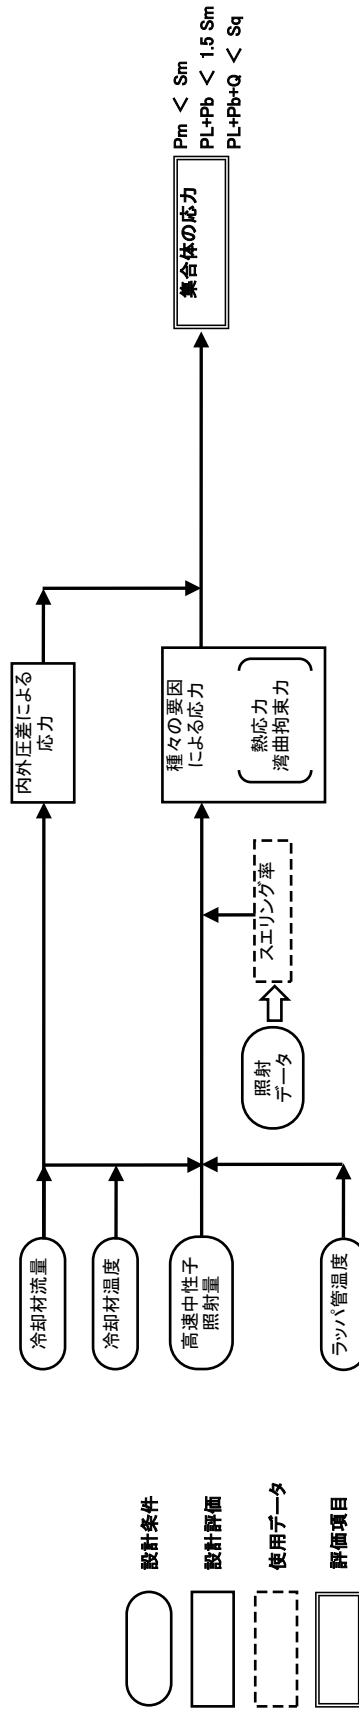 冷却材流量
冷却材温度
高速中性子
照射量
ラッパ管温度
照射
データ
スエリング率
内外圧差による
応力
種々の要因
による応力
熱応力
湾曲拘束力
集合体の応力
Pm < Sm
PL+Pb < 1.5 Sm
PL+Pb+Q < Sq
設計条件
設計評価
使用データ
評価項目